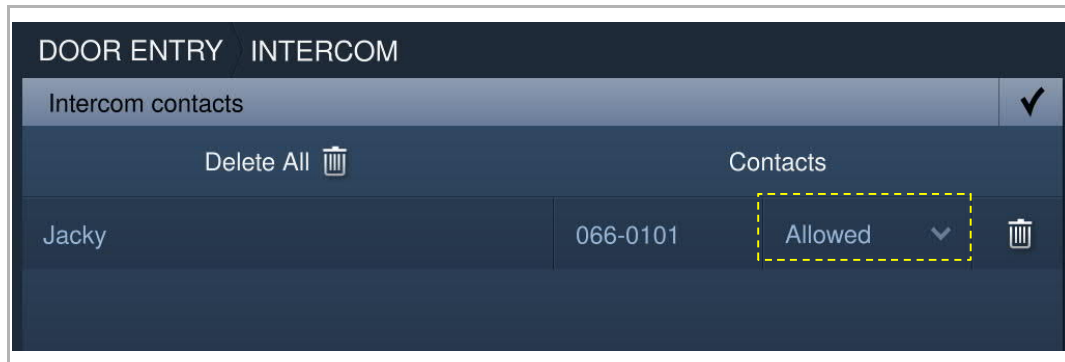 DOOR ENTRY INTERCOM
Intercom contacts
Delete All Contacts
Jacky 066-0101 Allowed